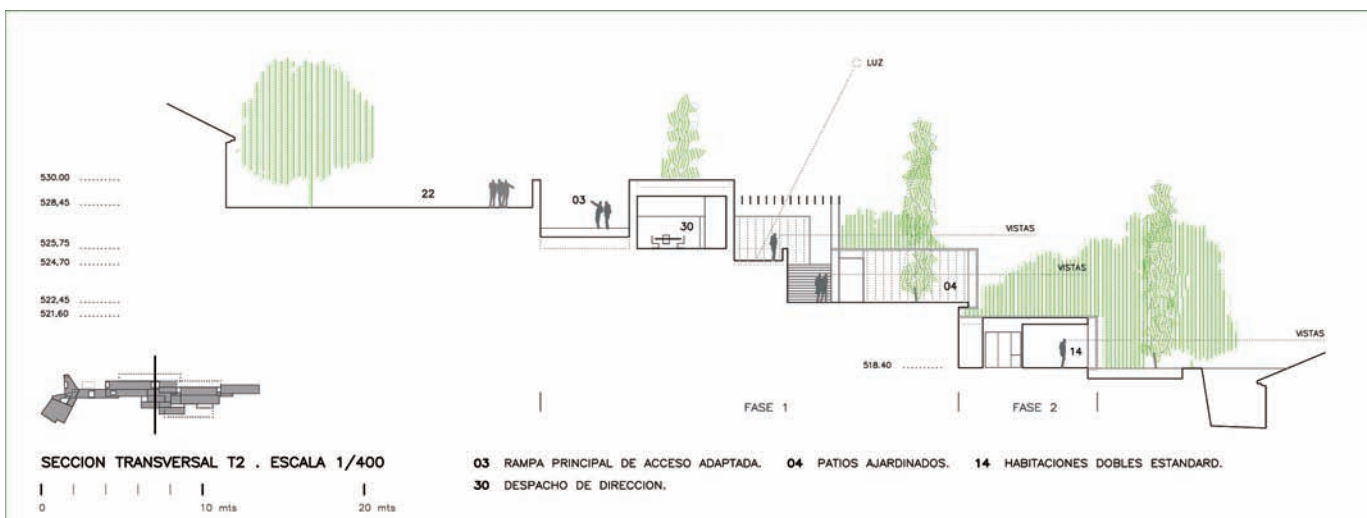 LUZ
530.00
528,45
525,75
524,70
522,45
521,60
22
03
30
VISTAS
VISTAS
04
VISTAS
14
518.40
FASE 1
FASE 2
SECCION TRANSVERSAL T2 . ESCALA 1/400
0 10 mts 20 mts
03 RAMPA PRINCIPAL DE ACCESO ADAPTADA. 04 PATIOS AJARDINADOS. 14 HABITACIONES DOBLES ESTANDARD.
30 DESPACHO DE DIRECCION.